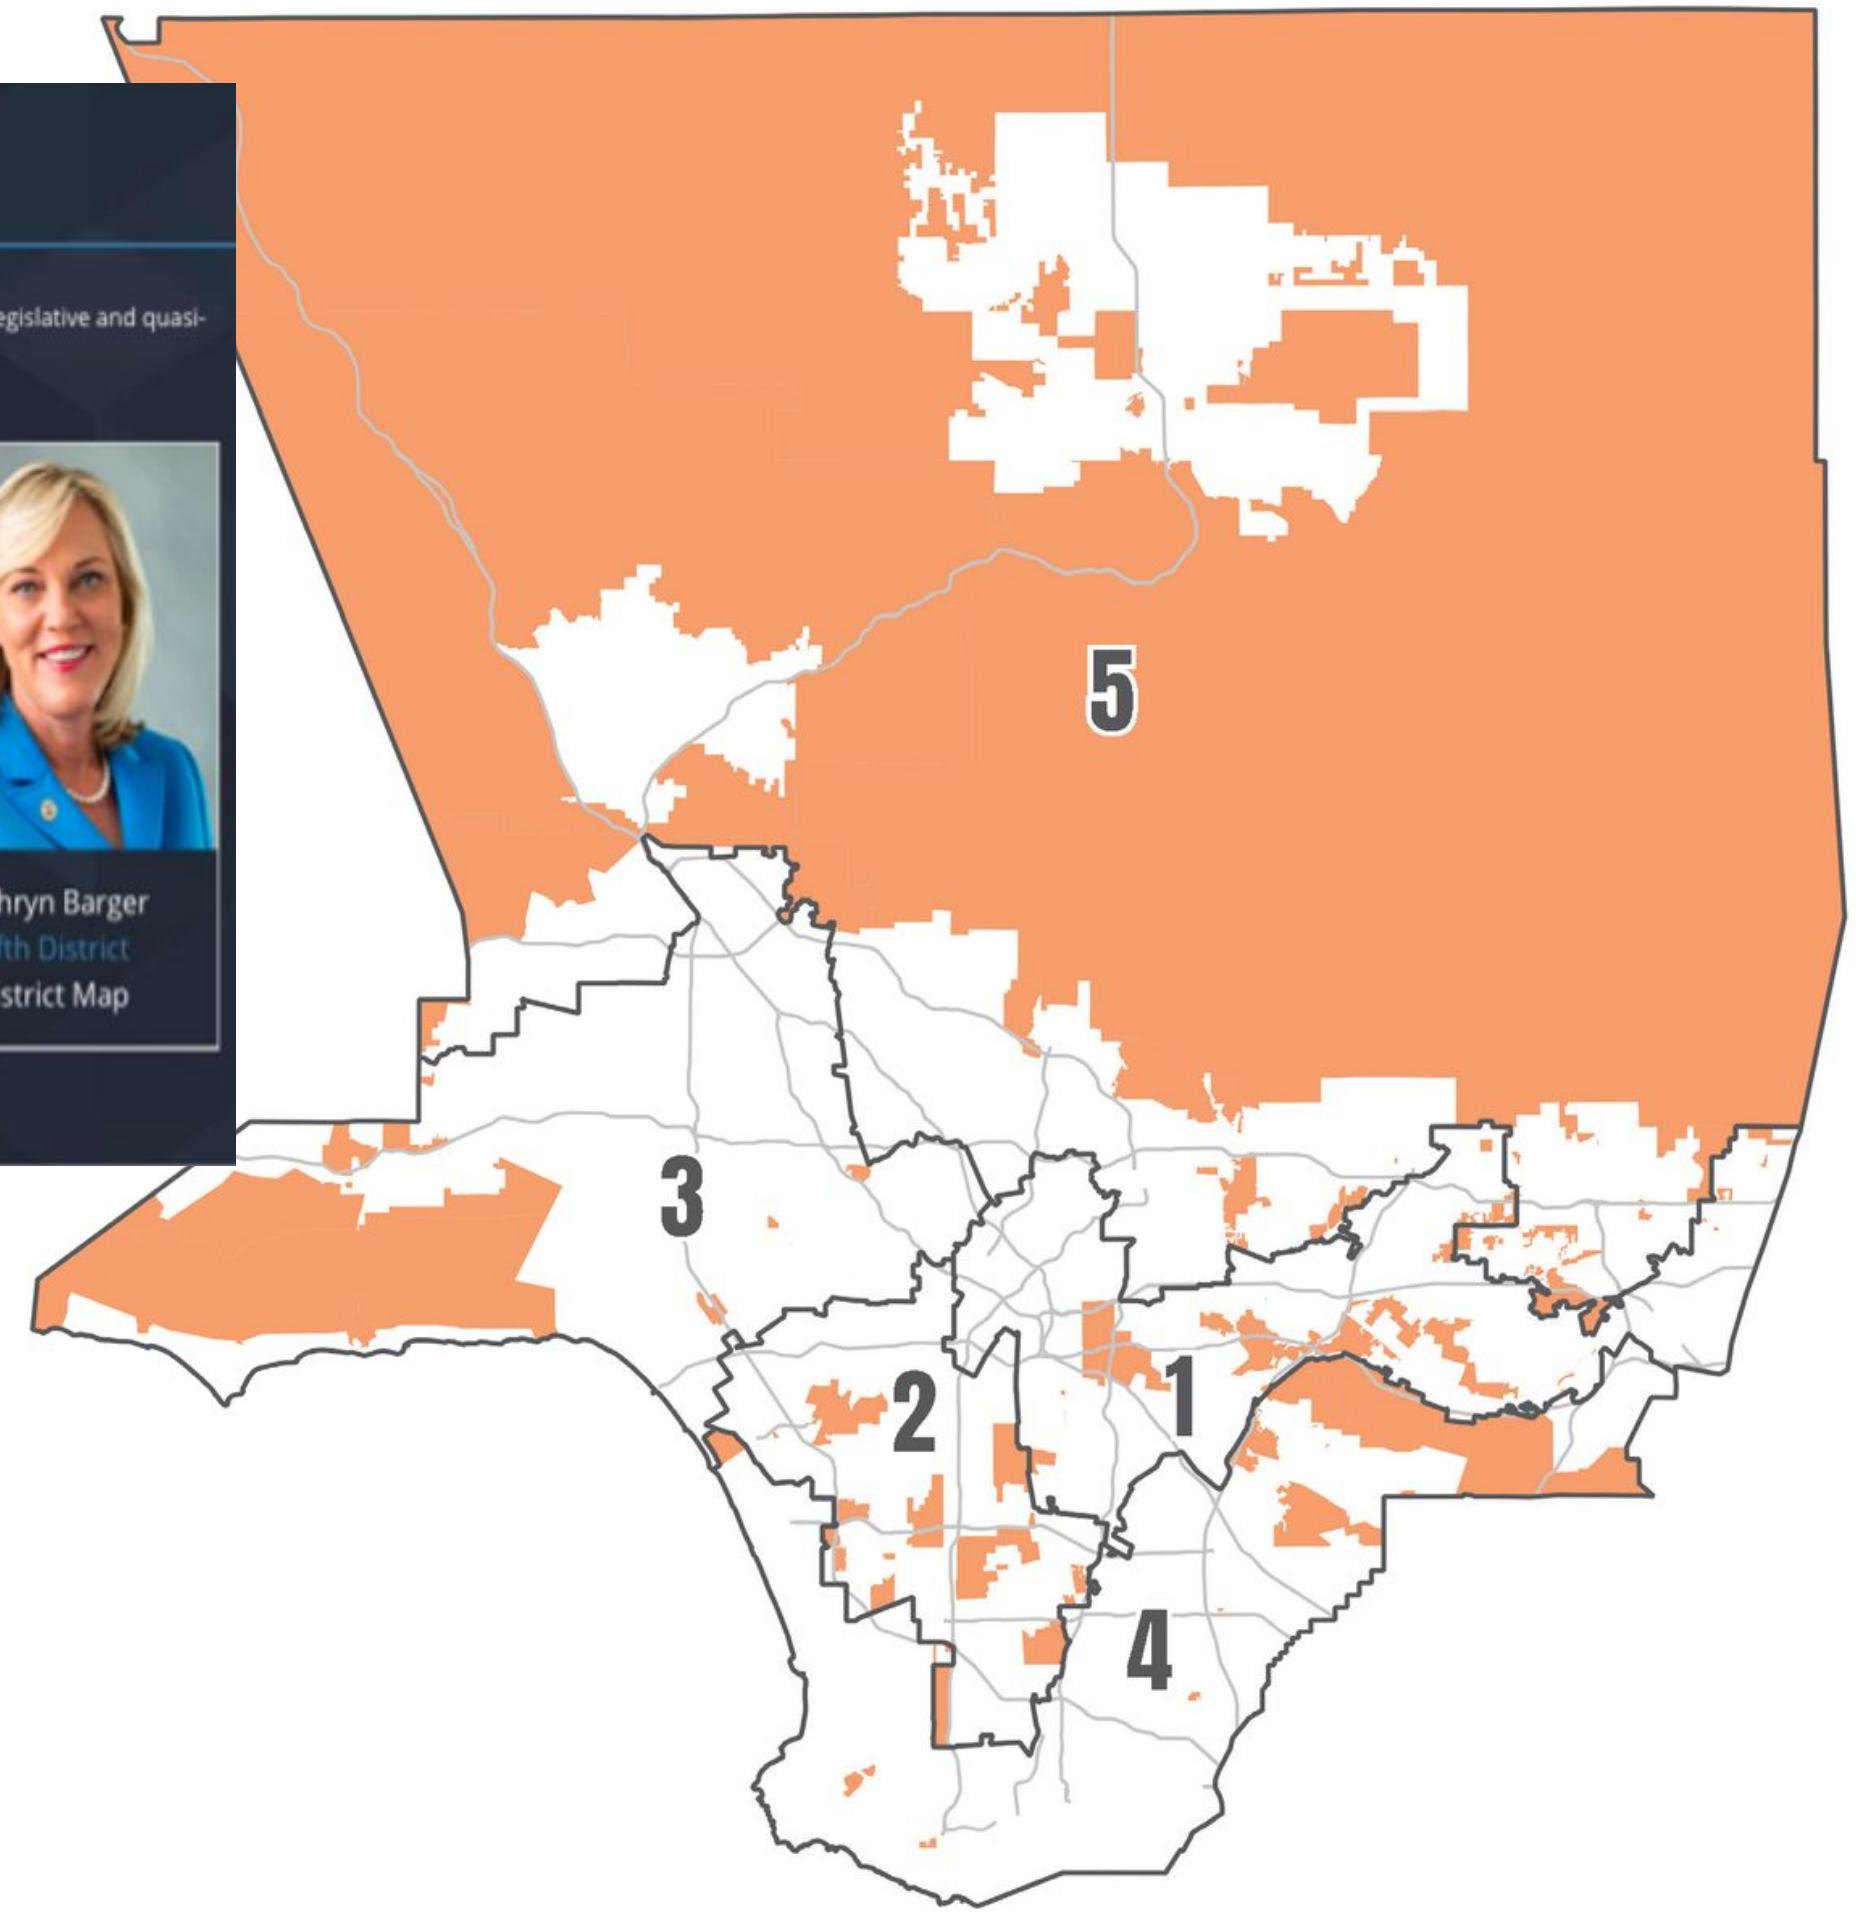 egislative and quasi-
hryn Barger
fth District
strict Map
5
3
2
1
4